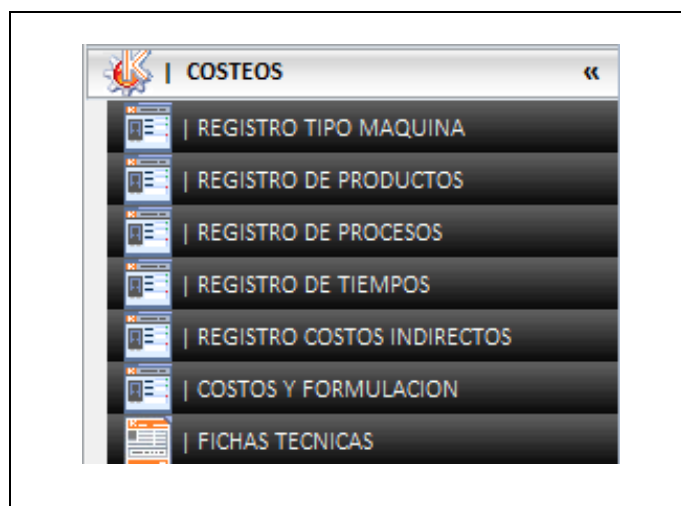 | COSTEOS «
| REGISTRO TIPO MAQUINA
| REGISTRO DE PRODUCTOS
| REGISTRO DE PROCESOS
| REGISTRO DE TIEMPOS
| REGISTRO COSTOS INDIRECTOS
| COSTOS Y FORMULACION
| FICHAS TECNICAS